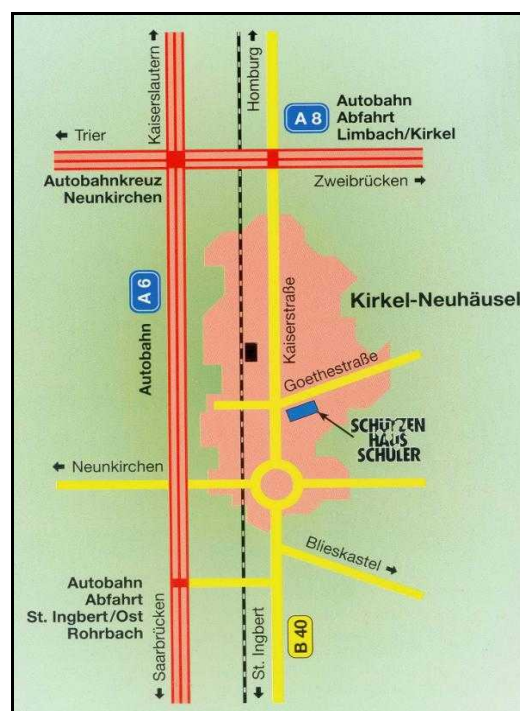 Kaiserslautern
Homburg
A 8
Autobahn
Abfahrt
Limbach/Kirkel
Trier
Autobahnkreuz
Neunkirchen
Zweibrücken
A 6
Autobahn
Kaiserstraße
Kirkel-Neuhäusel
Goethestraße
SCHÜTZEN
HAUS
SCHÜLER
Neunkirchen
Blieskastel
Autobahn
Abfahrt
St. Ingbert/Ost
Rohrbach
Saarbrücken
St. Ingbert
B 40